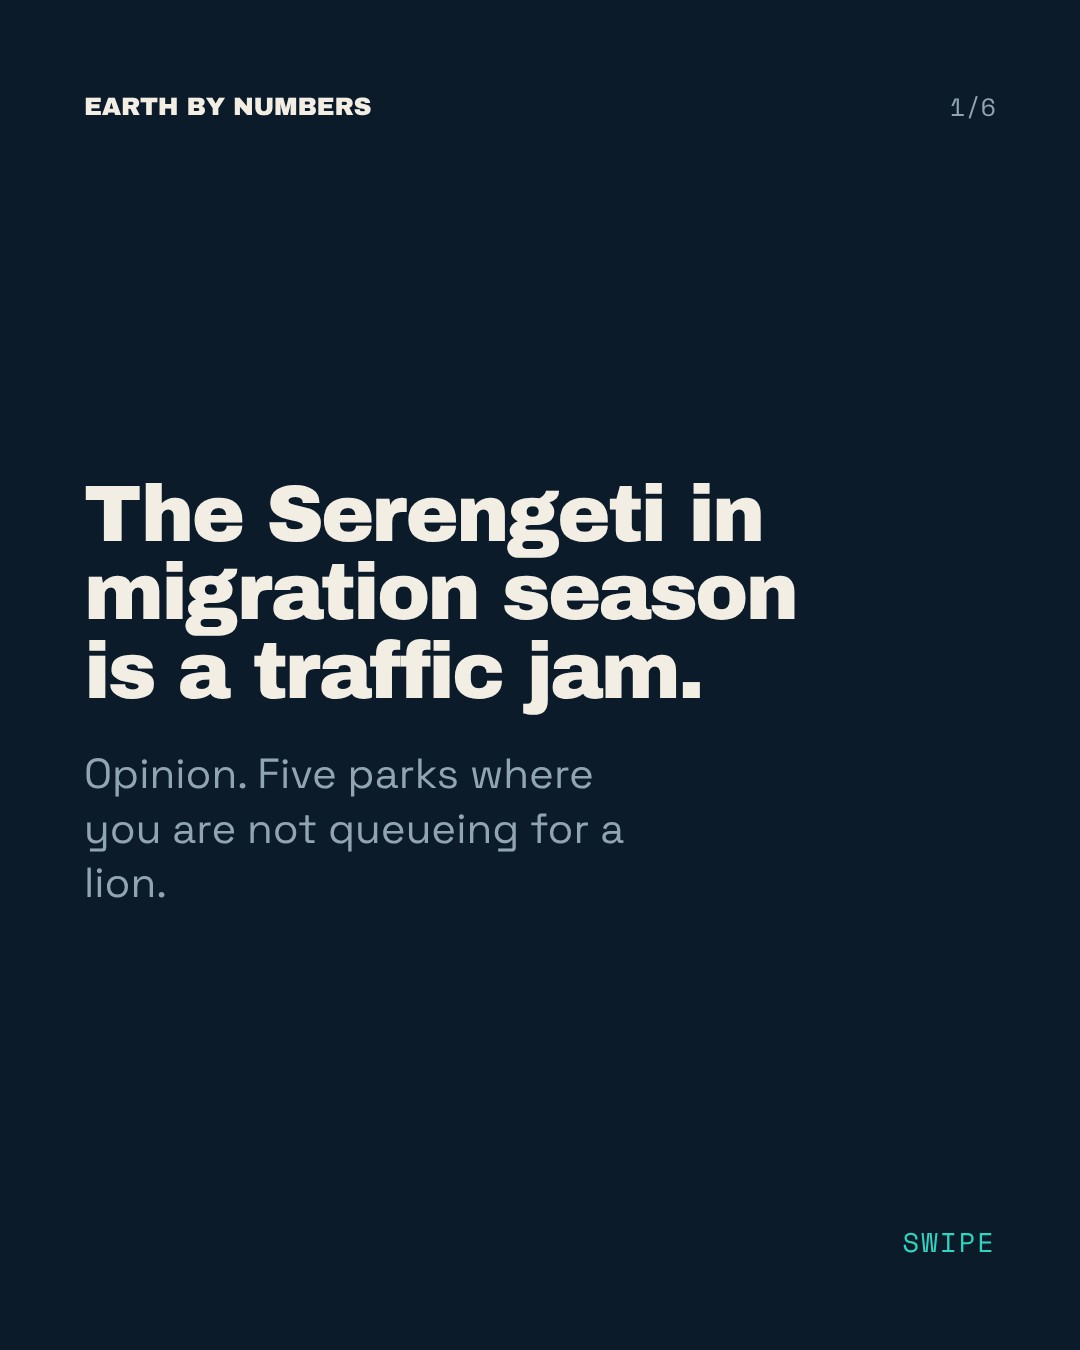 EARTH BY NUMBERS
1/6
The Serengeti in
migration season
is a traffic jam.
Opinion. Five parks where
you are not queueing for a
lion.
SWIPE